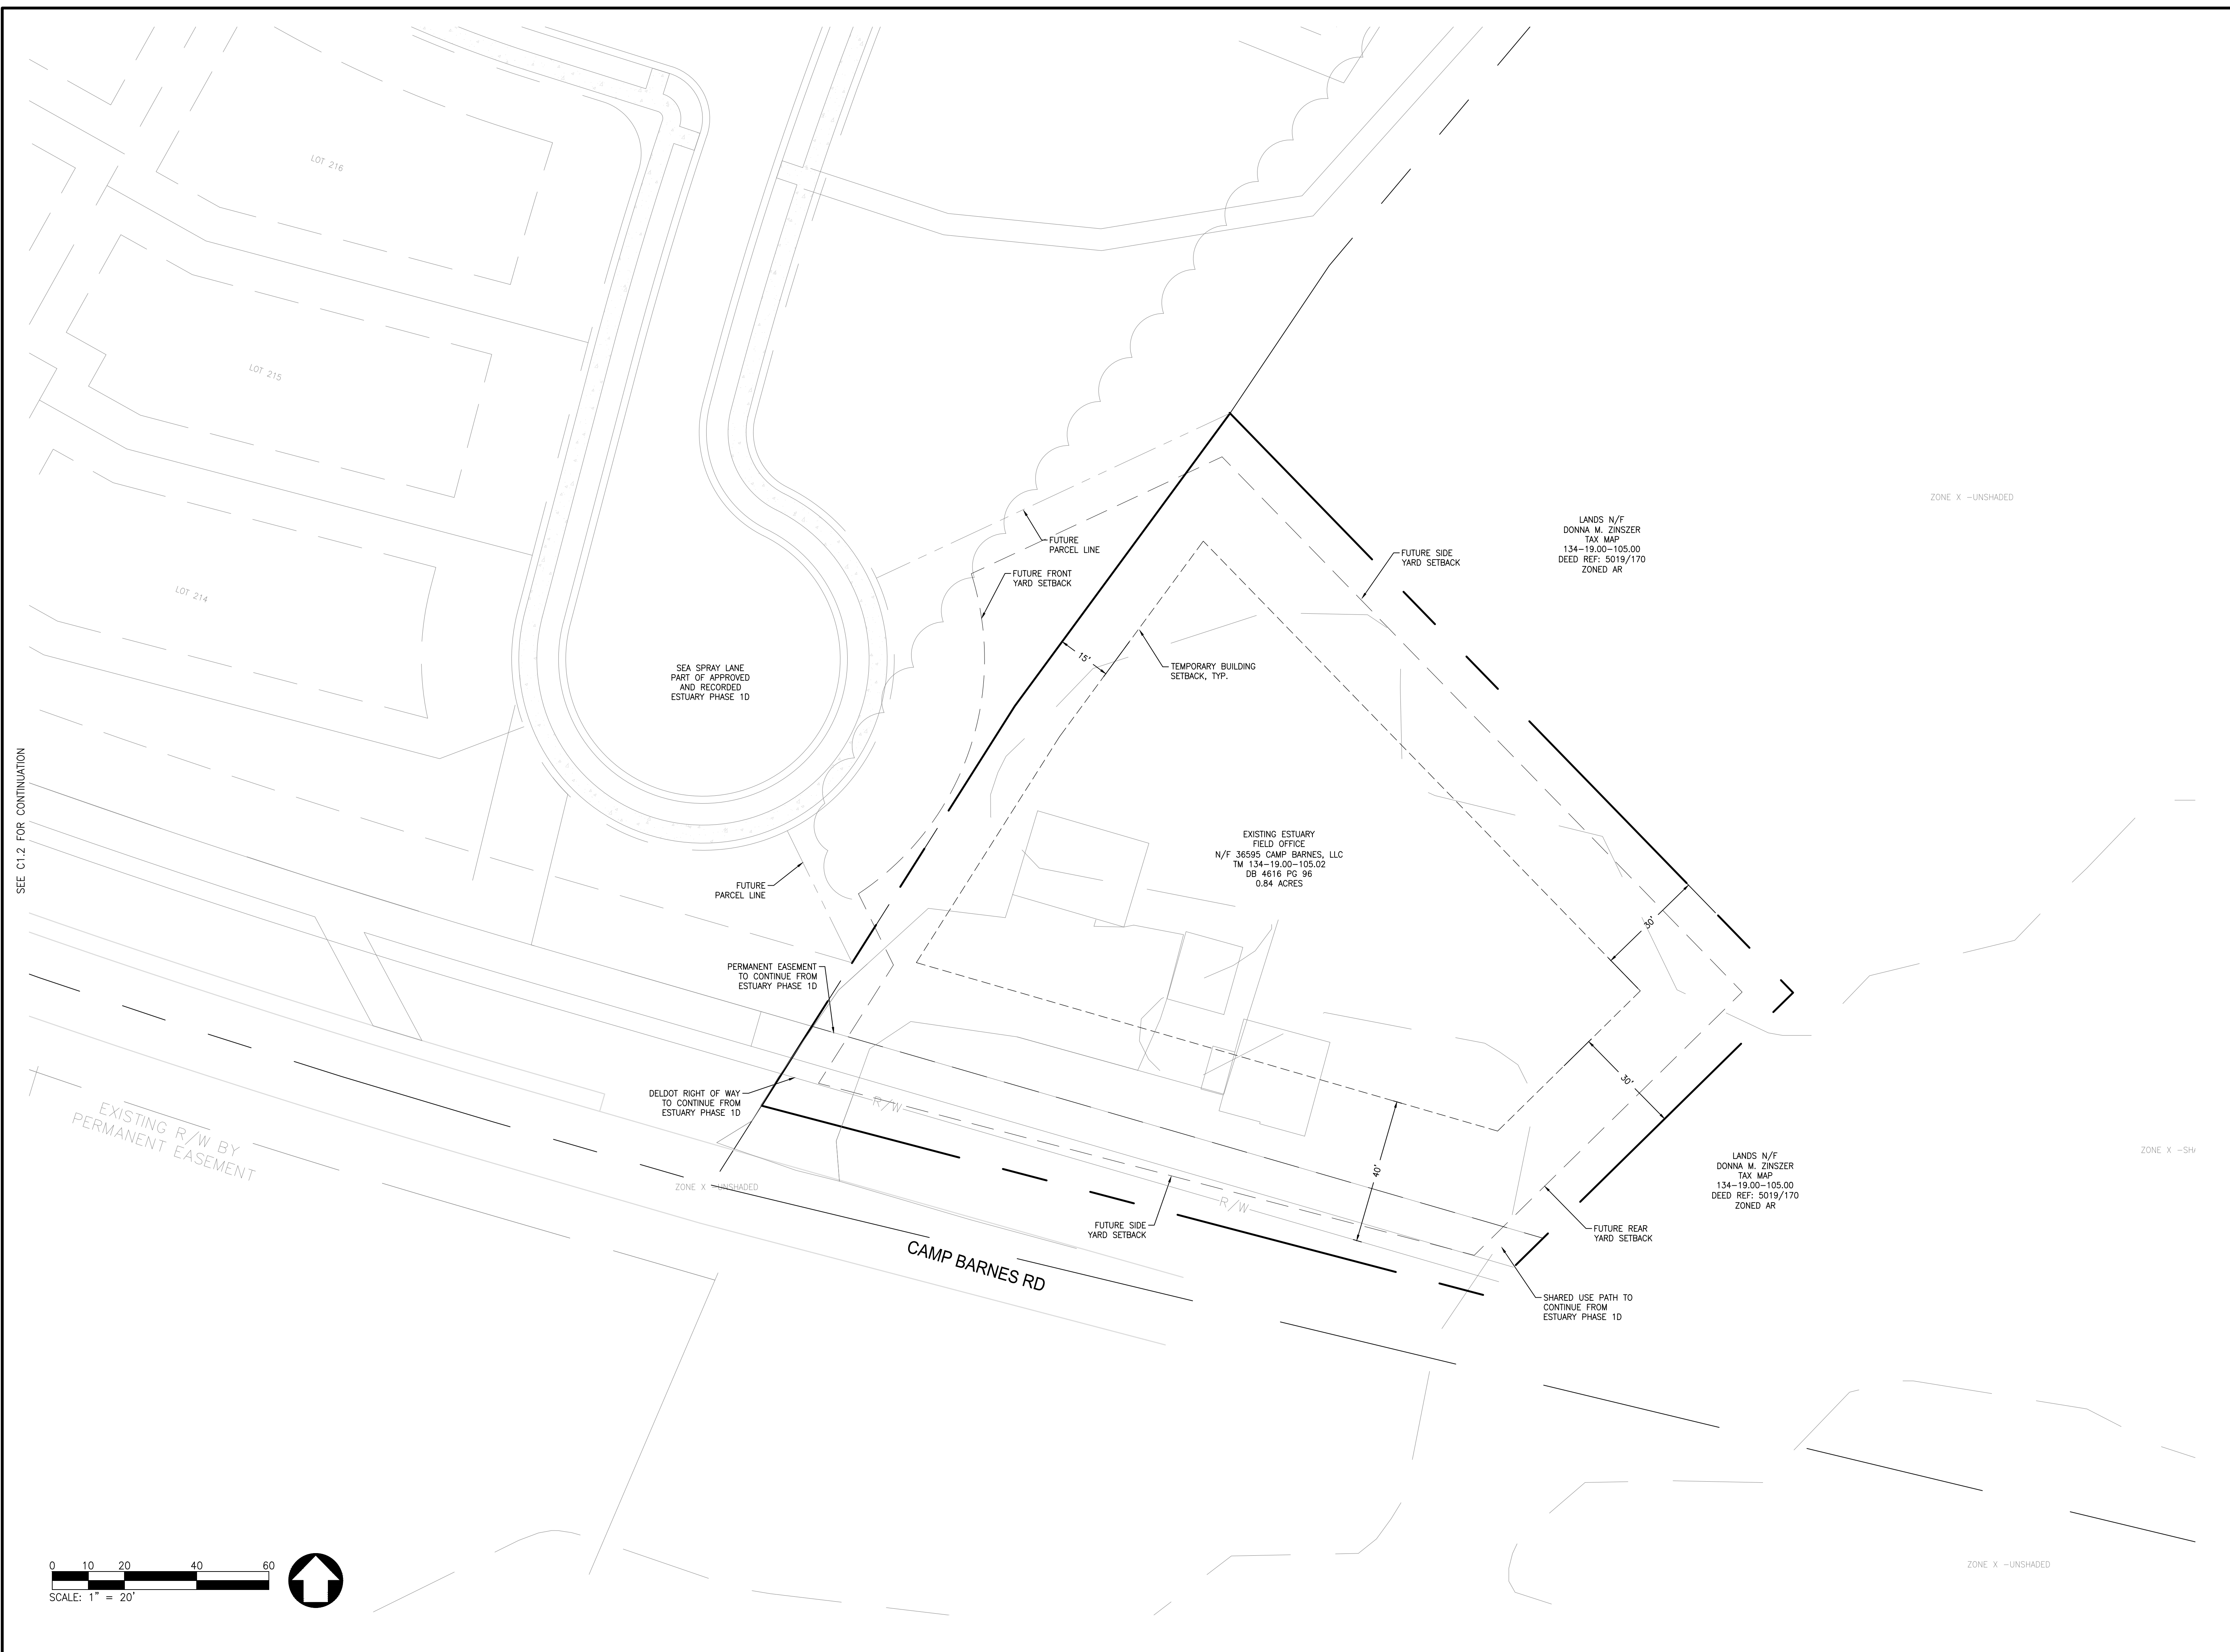 LOT 216
LOT 215
LOT 214
ZONE X -UNSHADED
LANDS N/F
DONNA M. ZINSZER
TAX MAP
134-19.00-105.00
DEED REF: 5019/170
ZONED AR
FUTURE
PARCEL LINE
FUTURE SIDE
YARD SETBACK
FUTURE FRONT
YARD SETBACK
SEA SPRAY LANE
PART OF APPROVED
AND RECORDED
ESTUARY PHASE 1D
15'
TEMPORARY BUILDING
SETBACK, TYP.
SEE C1.2 FOR CONTINUATION
EXISTING ESTUARY
FIELD OFFICE
N/F 36595 CAMP BARNES, LLC
TM 134-19.00-105.02
DB 4616 PG 96
0.84 ACRES
FUTURE
PARCEL LINE
30'
PERMANENT EASEMENT
TO CONTINUE FROM
ESTUARY PHASE 1D
30'
DELDOT RIGHT OF WAY
TO CONTINUE FROM
ESTUARY PHASE 1D
R/W
EXISTING R/W BY
PERMANENT EASEMENT
ZONE X -UNSHADED
40'
R/W
LANDS N/F
DONNA M. ZINSZER
TAX MAP
134-19.00-105.00
DEED REF: 5019/170
ZONED AR
ZONE X -SH
FUTURE SIDE
YARD SETBACK
FUTURE REAR
YARD SETBACK
CAMP BARNES RD
SHARED USE PATH TO
CONTINUE FROM
ESTUARY PHASE 1D
0 10 20 40 60
SCALE: 1" = 20'
ZONE X -UNSHADED